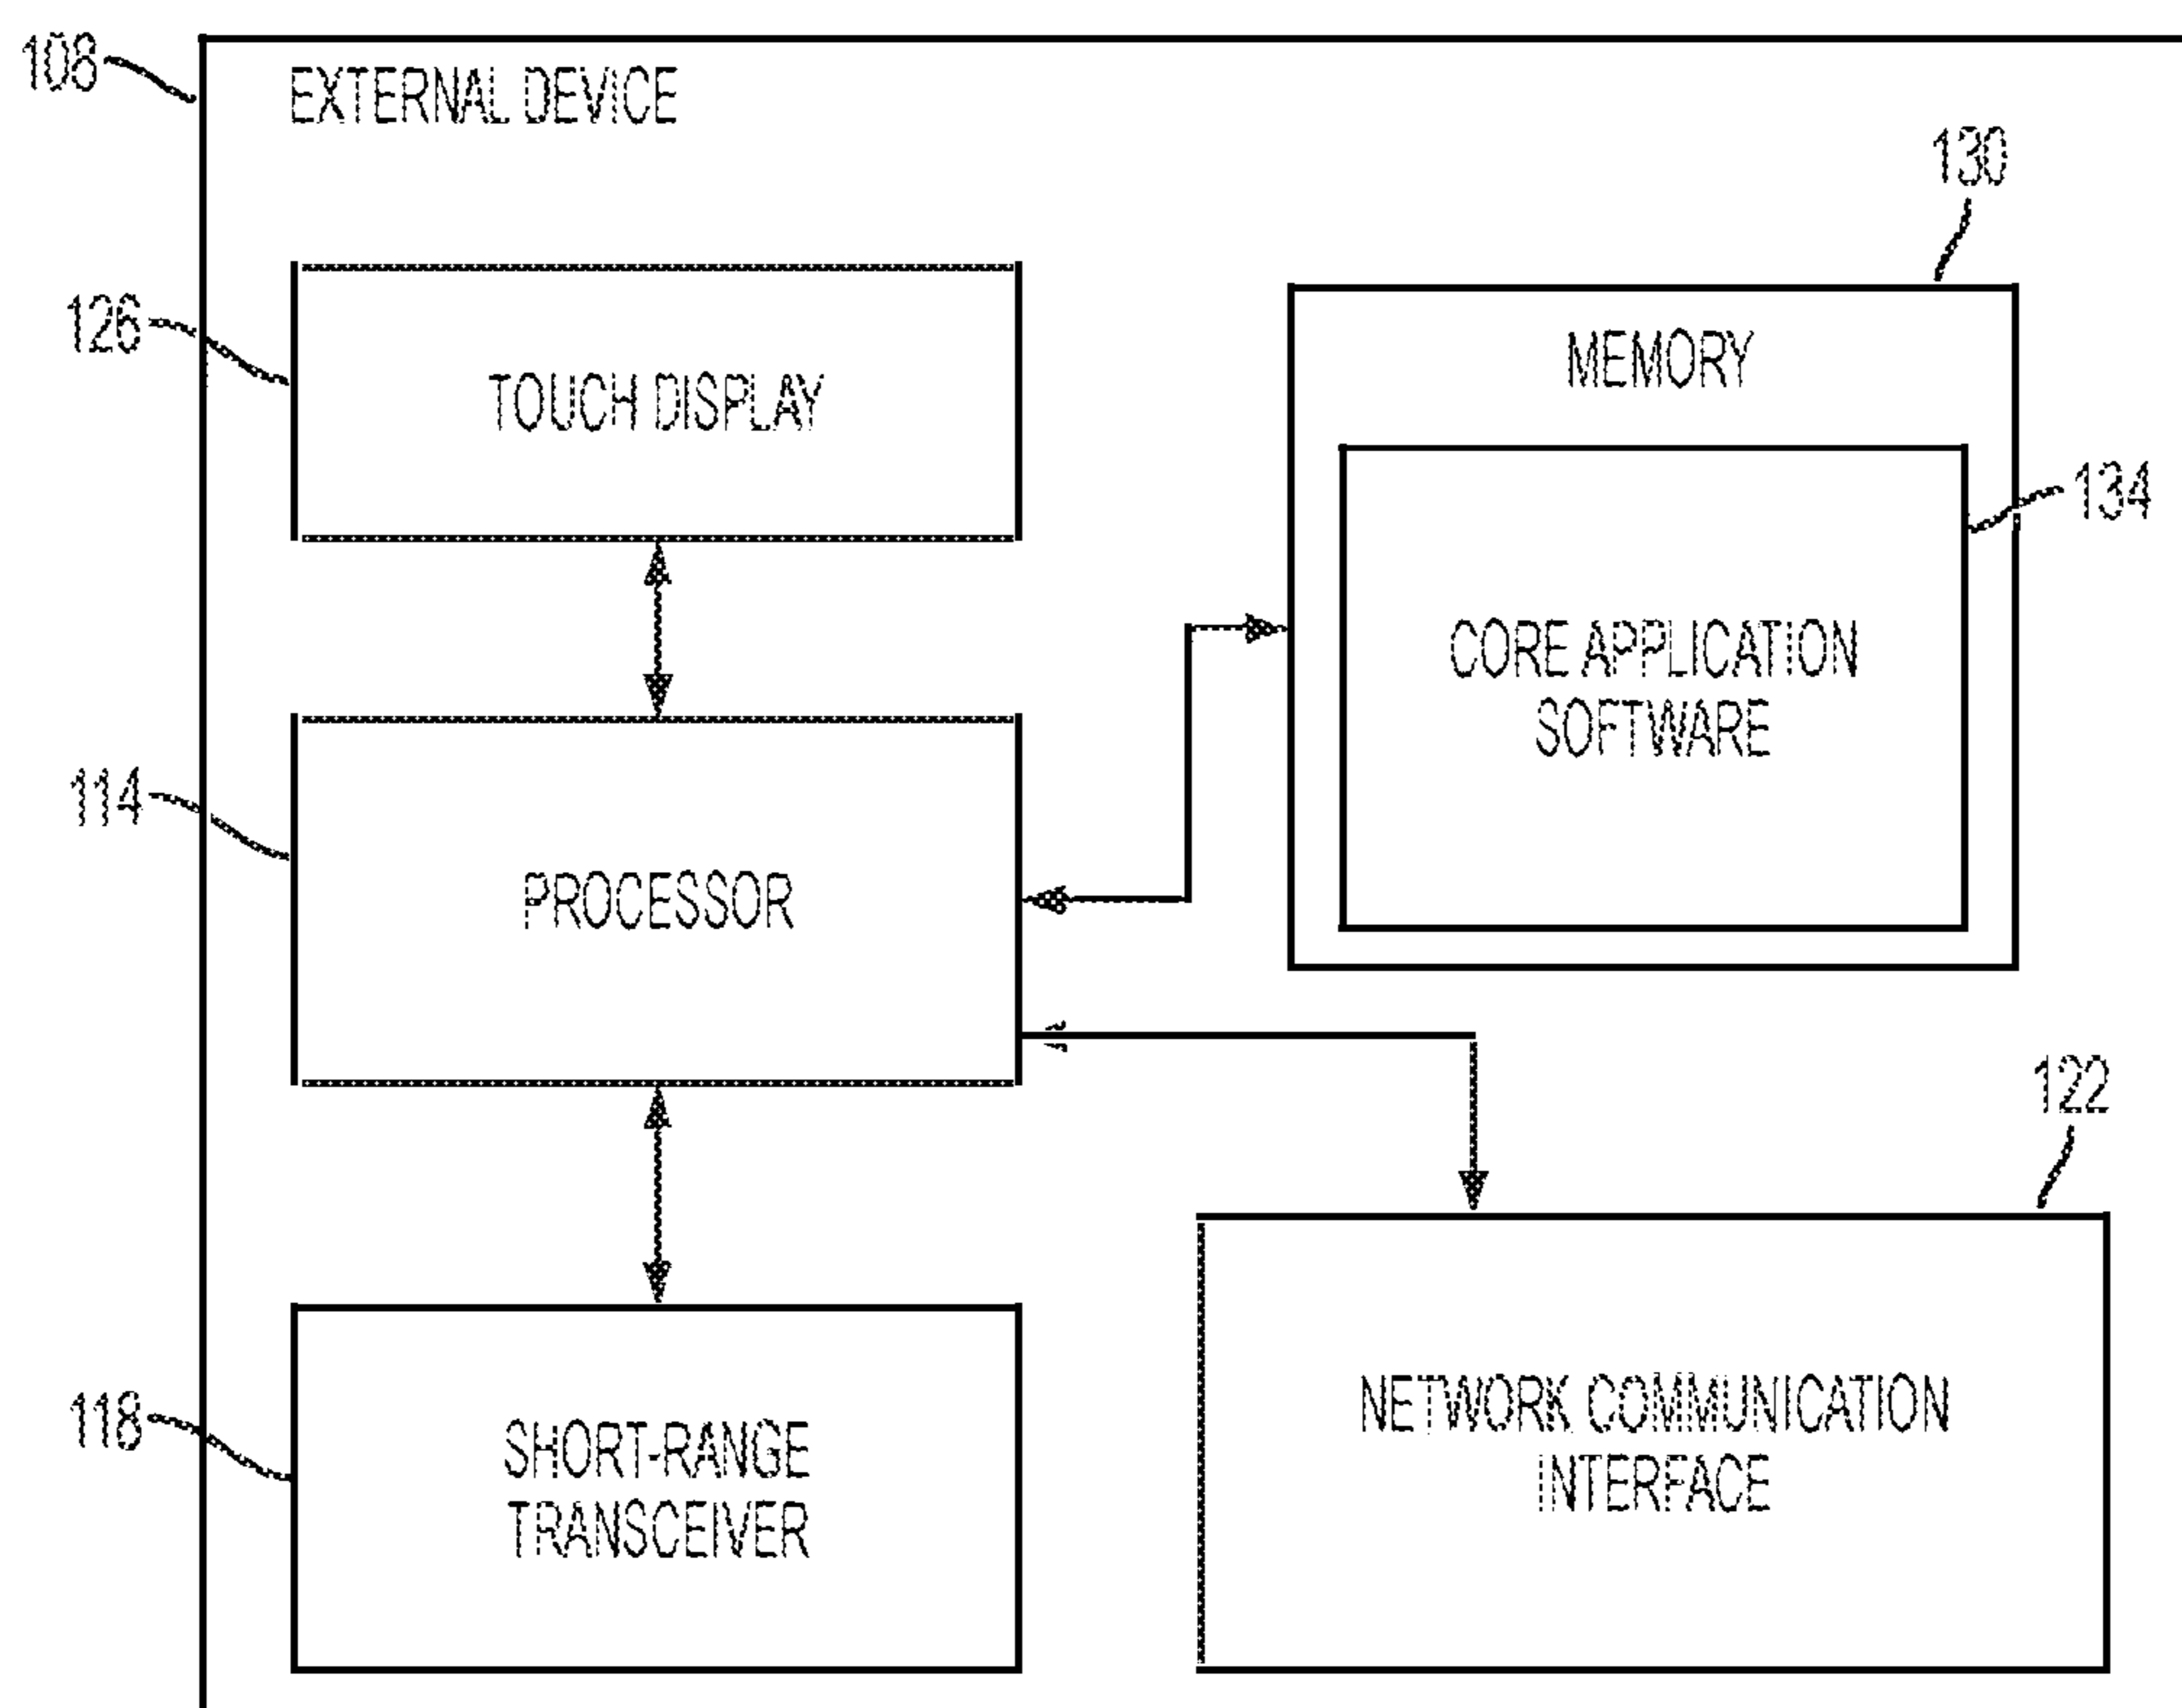 108
EXTERNAL DEVICE
130
126
TOUCH DISPLAY
MEMORY
134
CORE APPLICATION
SOFTWARE
114
PROCESSOR
122
118
SHORT-RANGE
TRANSCEIVER
NETWORK COMMUNICATION
INTERFACE